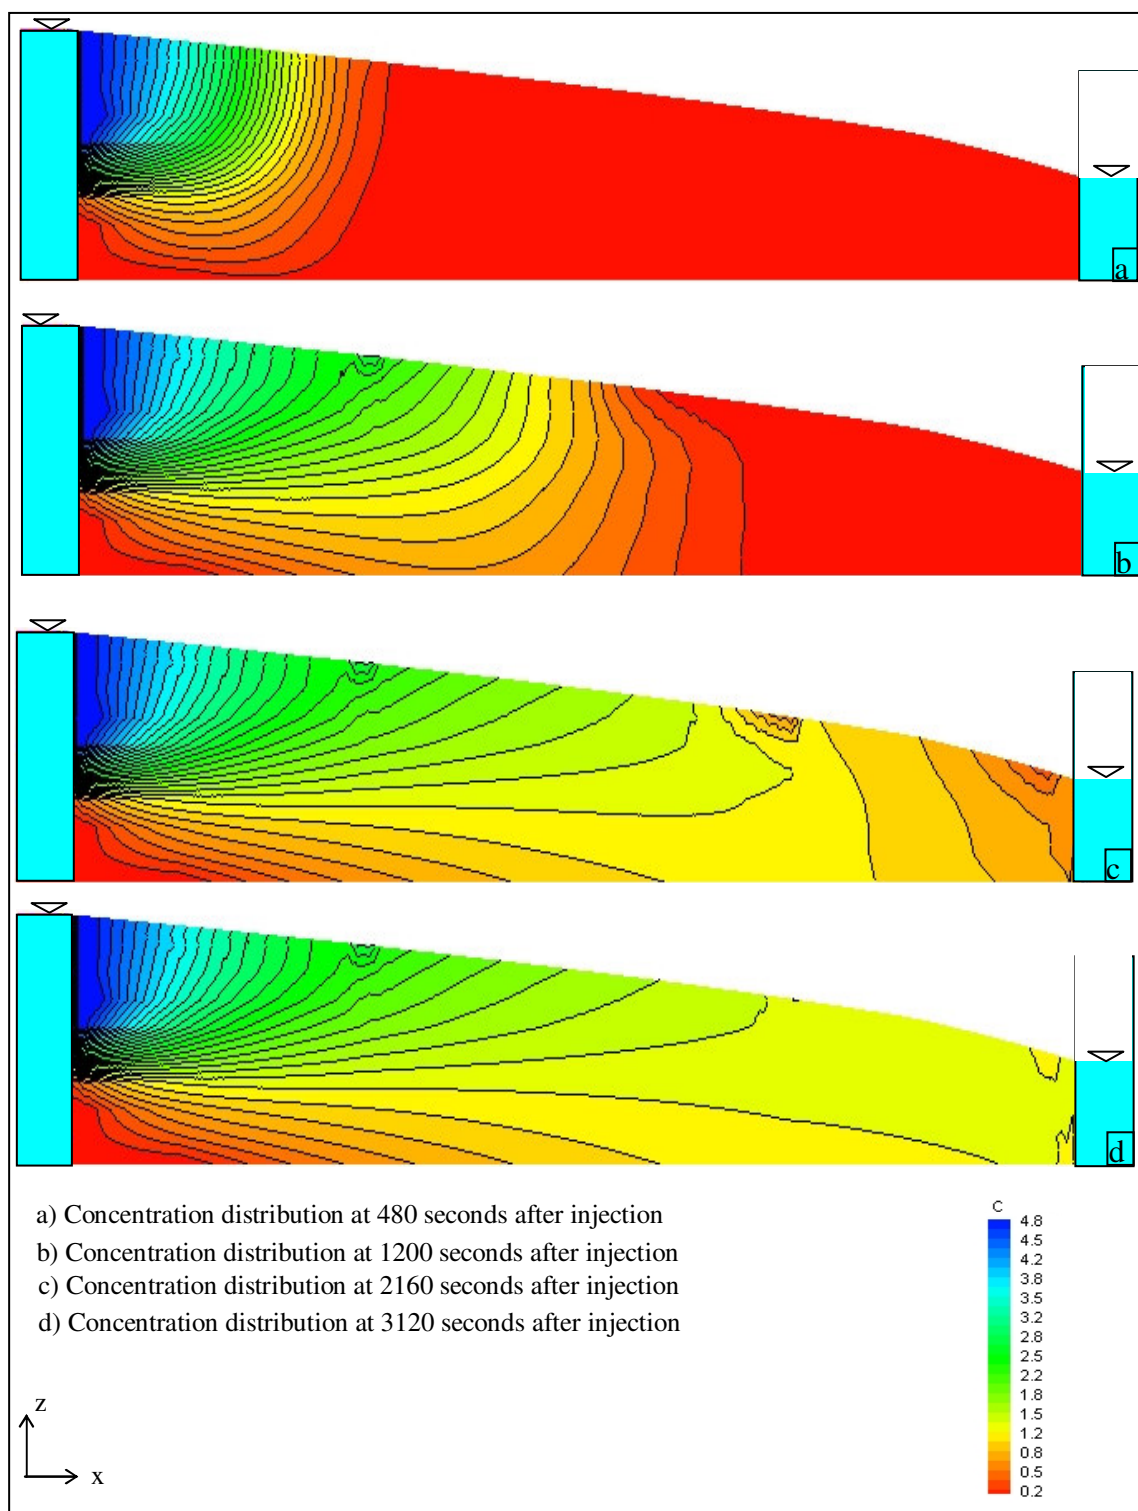 a
b
c
d
a) Concentration distribution at 480 seconds after injection
b) Concentration distribution at 1200 seconds after injection
c) Concentration distribution at 2160 seconds after injection
d) Concentration distribution at 3120 seconds after injection
C
4.8
4.5
4.2
3.8
3.5
3.2
2.8
2.5
2.2
1.8
1.5
1.2
0.8
0.5
0.2
z
x